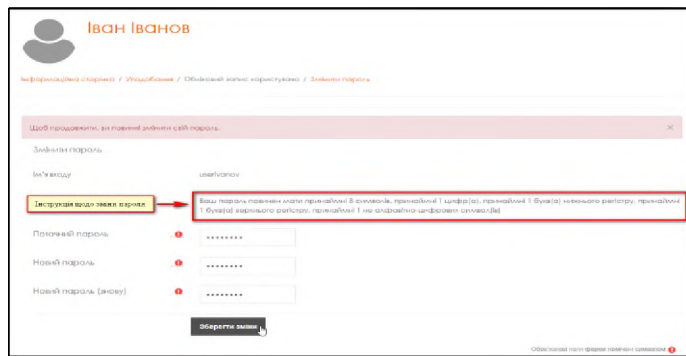 Іван Іванов
Інформаційна сторінка / Уподобання / Обліковий запис користувача / Змінити пароль
Щоб продовжити, ви повинні змінити свій пароль. ×
Змінити пароль
Ім'я входу userivanov
Інструкція щодо зміни пароля
Ваш пароль повинен мати принаймні 8 символів, принаймні 1 цифр(а), принаймні 1 букв(а) нижнього регістру, принаймні
1 букв(а) верхнього регістру, принаймні 1 не алфавітно-цифрових символ(ів)
Поточний пароль
Новий пароль
Новий пароль (знову)
Зберегти зміни
Обов'язкові поля форми помічені символом